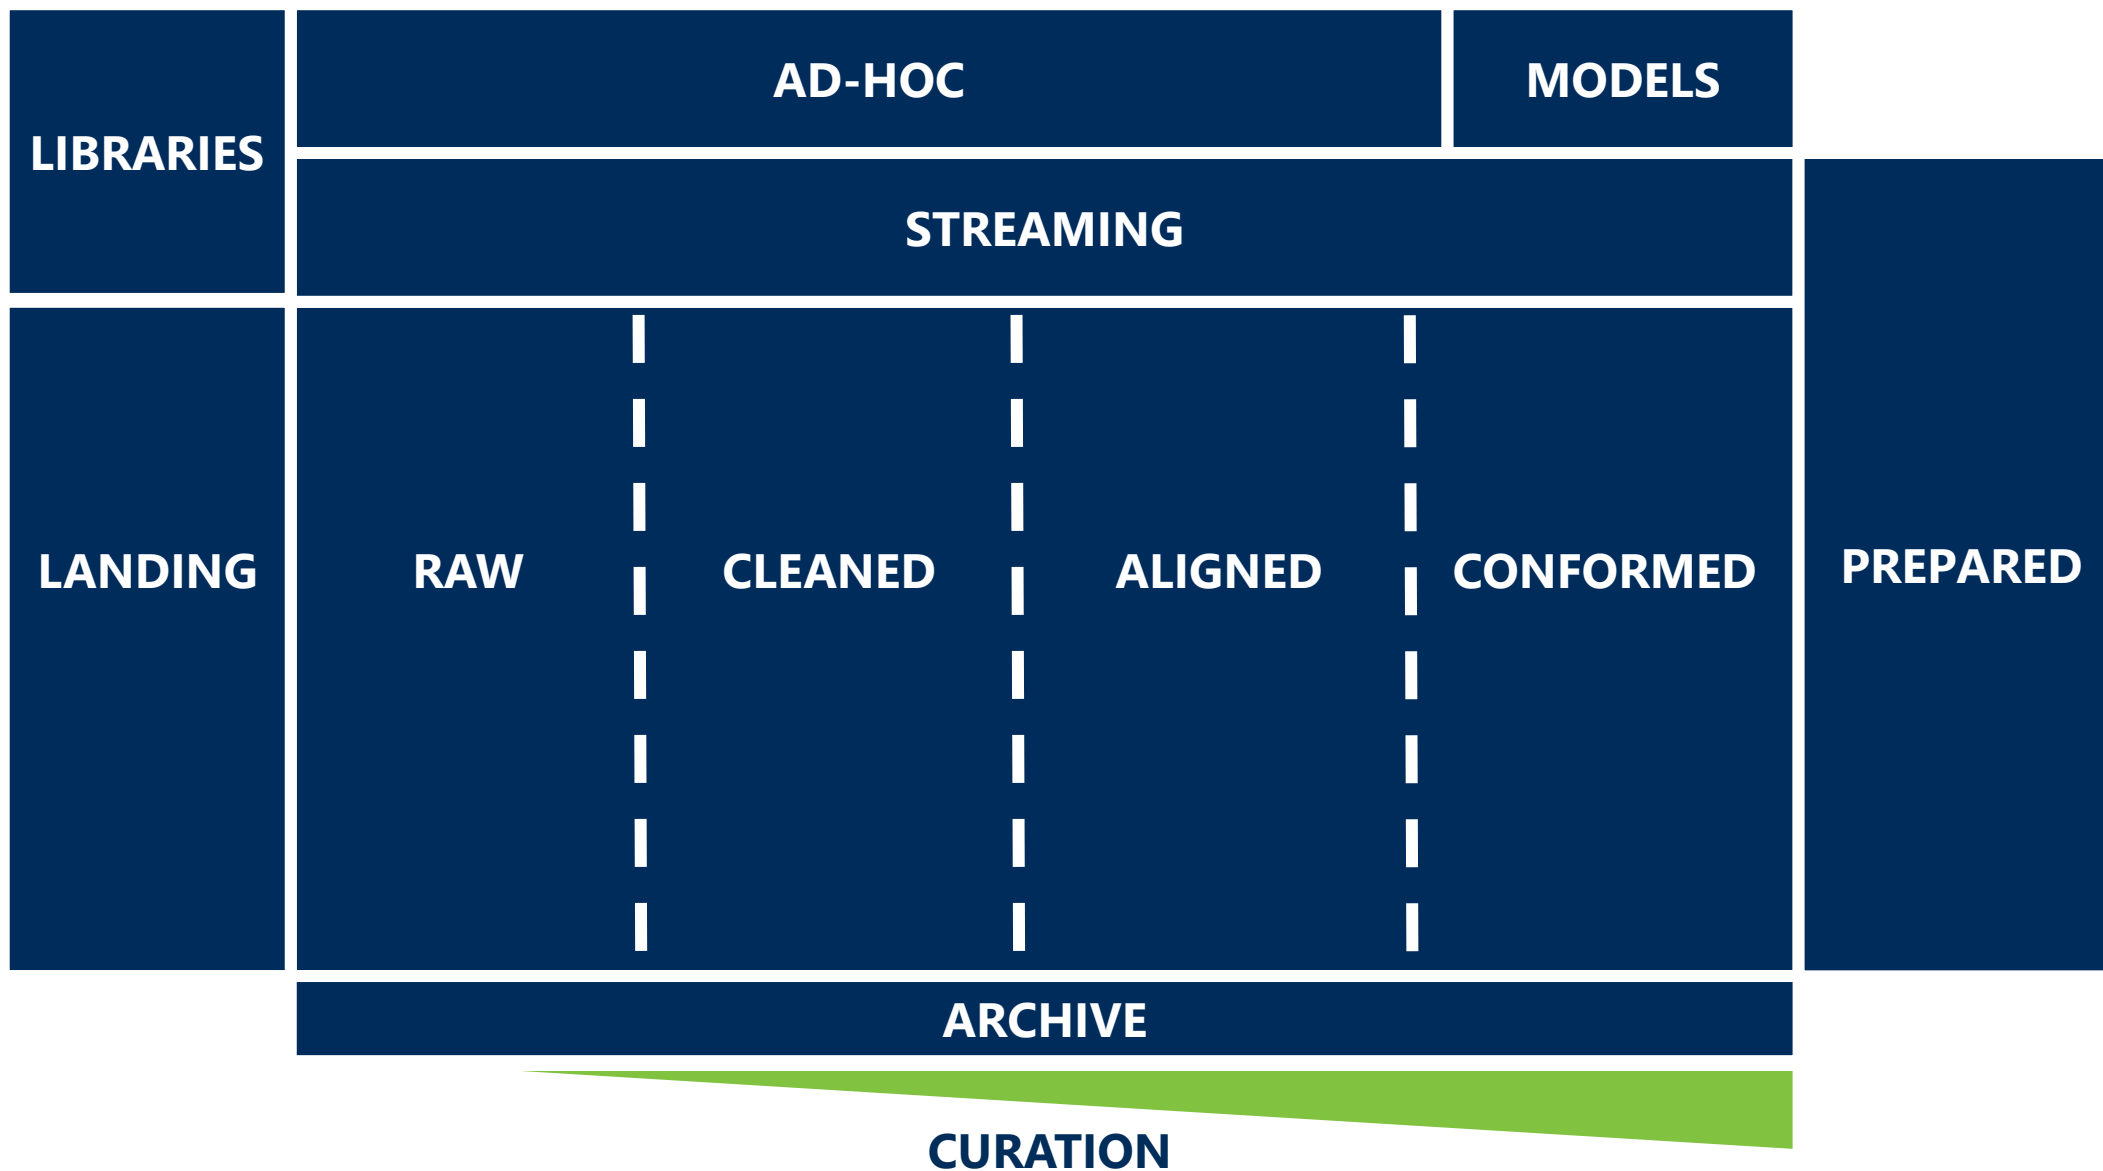 LIBRARIES
AD-HOC
MODELS
STREAMING
LANDING
RAW
CLEANED
ALIGNED
CONFORMED
PREPARED
ARCHIVE
CURATION